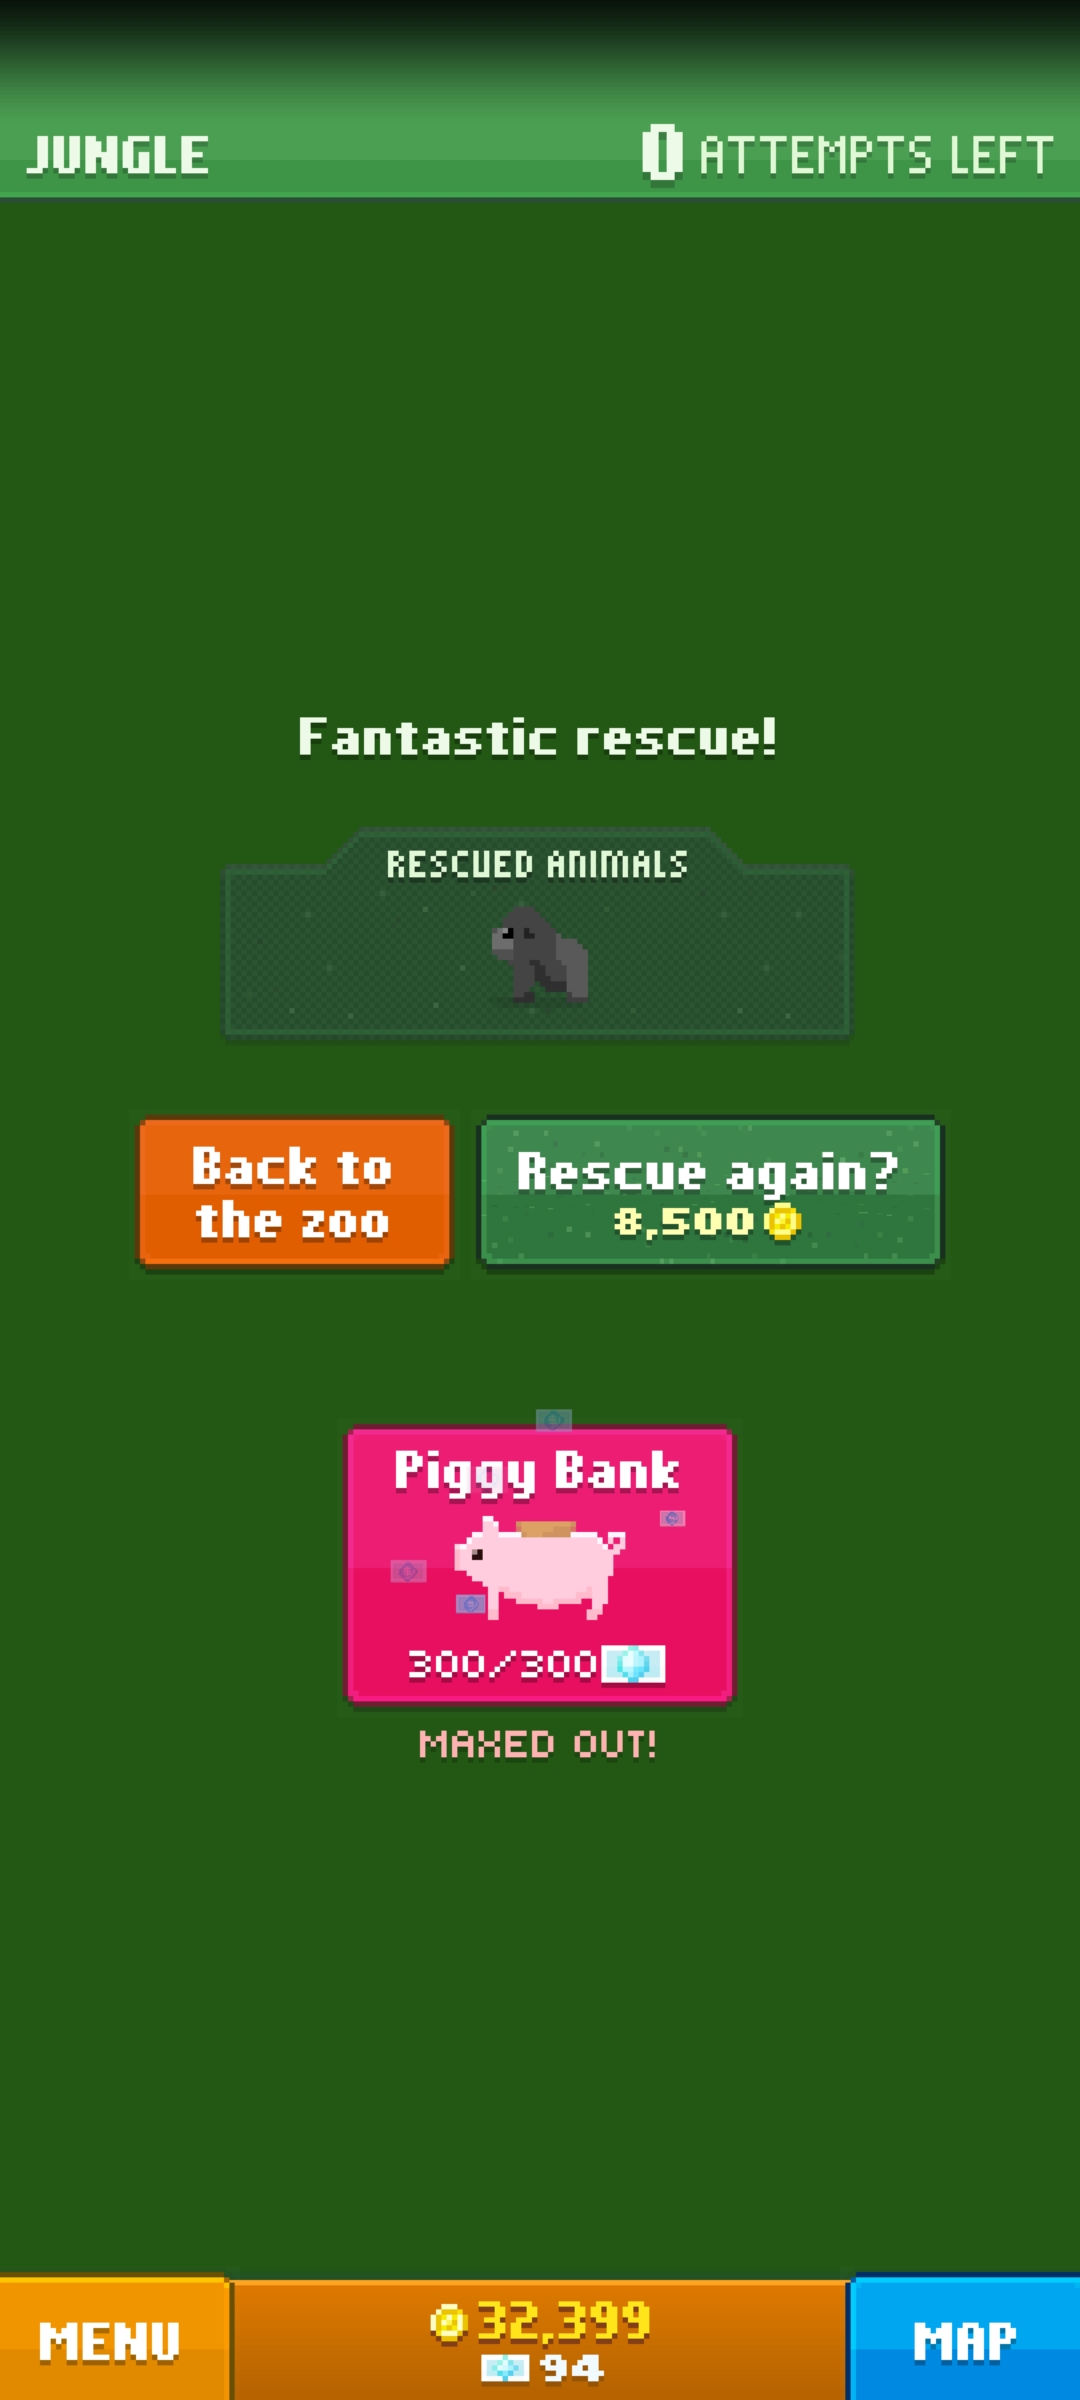 JUNGLE
0 ATTEMPTS LEFT
Fantastic rescue!
RESCUED ANIMALS
Back to
the zoo
Rescue again?
8,500
Piggy Bank
300/300
MAXED OUT!
MENU
32,399
94
MAP